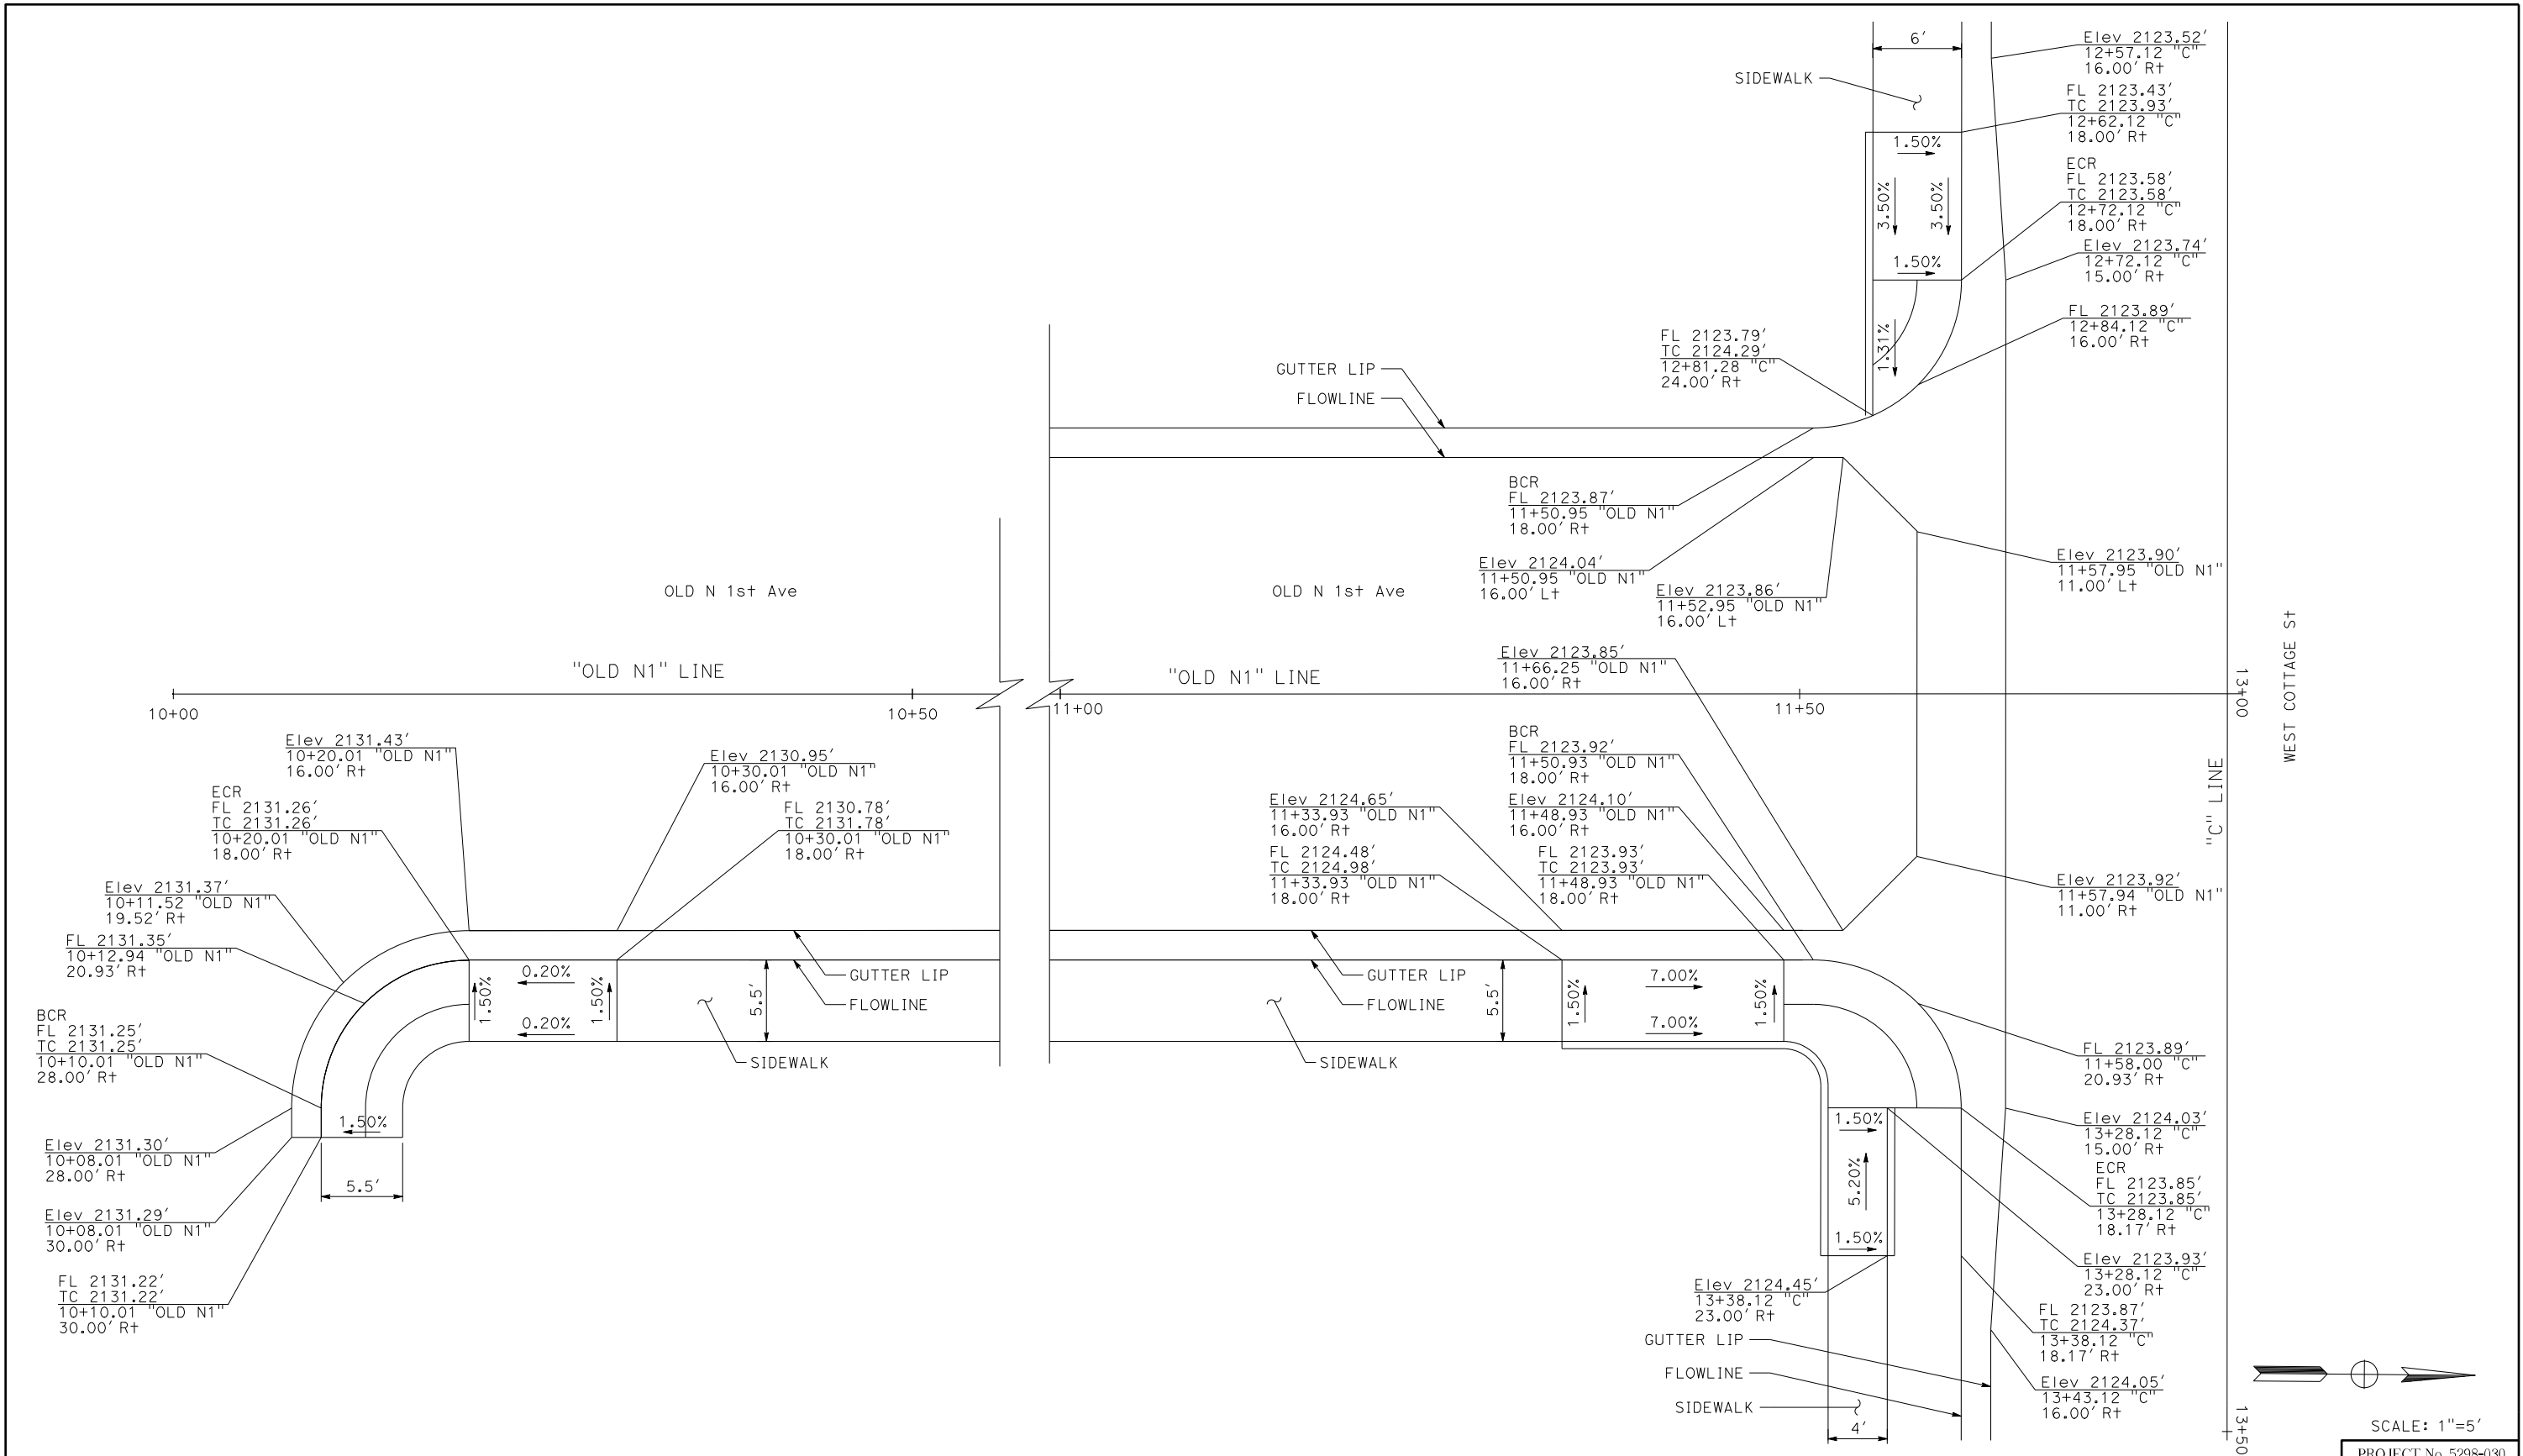 6'
SIDEWALK
Elev 2123.52'
12+57.12 "C"
16.00' Rt
FL 2123.43'
TC 2123.93'
12+62.12 "C"
18.00' Rt
1.50%
3.50%
3.50%
1.50%
1.31%
ECR
FL 2123.58'
TC 2123.58'
12+72.12 "C"
18.00' Rt
Elev 2123.74'
12+72.12 "C"
15.00' Rt
FL 2123.89'
12+84.12 "C"
16.00' Rt
FL 2123.79'
TC 2124.29'
12+81.28 "C"
24.00' Rt
GUTTER LIP
FLOWLINE
BCR
FL 2123.87'
11+50.95 "OLD N1"
18.00' Rt
Elev 2124.04'
11+50.95 "OLD N1"
16.00' Lt
Elev 2123.86'
11+52.95 "OLD N1"
16.00' Lt
Elev 2123.90'
11+57.95 "OLD N1"
11.00' Lt
OLD N 1st Ave
OLD N 1st Ave
"OLD N1" LINE
"OLD N1" LINE
10+00
10+50
11+00
11+50
13+00
WEST COTTAGE St
"C" LINE
Elev 2123.85'
11+66.25 "OLD N1"
16.00' Rt
Elev 2131.43'
10+20.01 "OLD N1"
16.00' Rt
Elev 2130.95'
10+30.01 "OLD N1"
16.00' Rt
ECR
FL 2131.26'
TC 2131.26'
10+20.01 "OLD N1"
18.00' Rt
FL 2130.78'
TC 2131.78'
10+30.01 "OLD N1"
18.00' Rt
BCR
FL 2123.92'
11+50.93 "OLD N1"
18.00' Rt
Elev 2124.65'
11+33.93 "OLD N1"
16.00' Rt
Elev 2124.10'
11+48.93 "OLD N1"
16.00' Rt
FL 2124.48'
TC 2124.98'
11+33.93 "OLD N1"
18.00' Rt
FL 2123.93'
TC 2123.93'
11+48.93 "OLD N1"
18.00' Rt
Elev 2123.92'
11+57.94 "OLD N1"
11.00' Rt
Elev 2131.37'
10+11.52 "OLD N1"
19.52' Rt
FL 2131.35'
10+12.94 "OLD N1"
20.93' Rt
BCR
FL 2131.25'
TC 2131.25'
10+10.01 "OLD N1"
28.00' Rt
0.20%
0.20%
1.50%
1.50%
5.5'
GUTTER LIP
FLOWLINE
SIDEWALK
GUTTER LIP
FLOWLINE
SIDEWALK
5.5'
1.50%
7.00%
7.00%
1.50%
FL 2123.89'
11+58.00 "C"
20.93' Rt
Elev 2124.03'
13+28.12 "C"
15.00' Rt
1.50%
5.5'
Elev 2131.30'
10+08.01 "OLD N1"
28.00' Rt
Elev 2131.29'
10+08.01 "OLD N1"
30.00' Rt
FL 2131.22'
TC 2131.22'
10+10.01 "OLD N1"
30.00' Rt
1.50%
5.20%
1.50%
ECR
FL 2123.85'
TC 2123.85'
13+28.12 "C"
18.17' Rt
Elev 2123.93'
13+28.12 "C"
23.00' Rt
Elev 2124.45'
13+38.12 "C"
23.00' Rt
FL 2123.87'
TC 2124.37'
13+38.12 "C"
18.17' Rt
GUTTER LIP
FLOWLINE
SIDEWALK
4'
Elev 2124.05'
13+43.12 "C"
16.00' Rt
13+50
SCALE: 1"=5'
PROJECT No. 5298-030